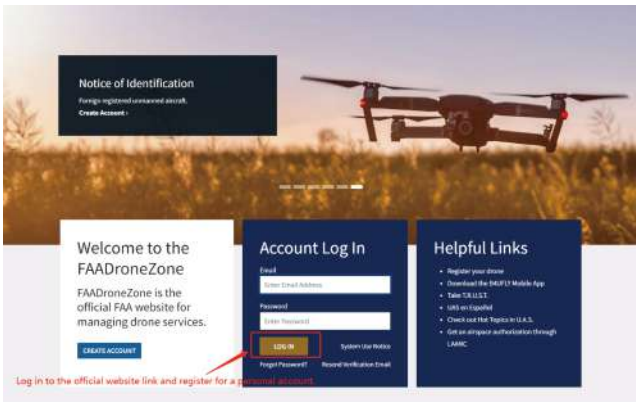 Notice of Identification
Foreign registered unmanned aircraft.
Create Account ›
Welcome to the
FAADroneZone
FAADroneZone is the
official FAA website for
managing drone services.
CREATE ACCOUNT
Account Log In
Email
Enter Email Address
Password
Enter Password
LOG IN
System Use Notice
Forgot Password?
Resend Verification Email
Helpful Links
• Register your drone
• Download the B4UFLY Mobile App
• Take T.R.U.S.T.
• UAS en Español
• Check out Hot Topics in U.A.S.
• Get an airspace authorization through
LAANC
Log in to the official website link and register for a personal account.